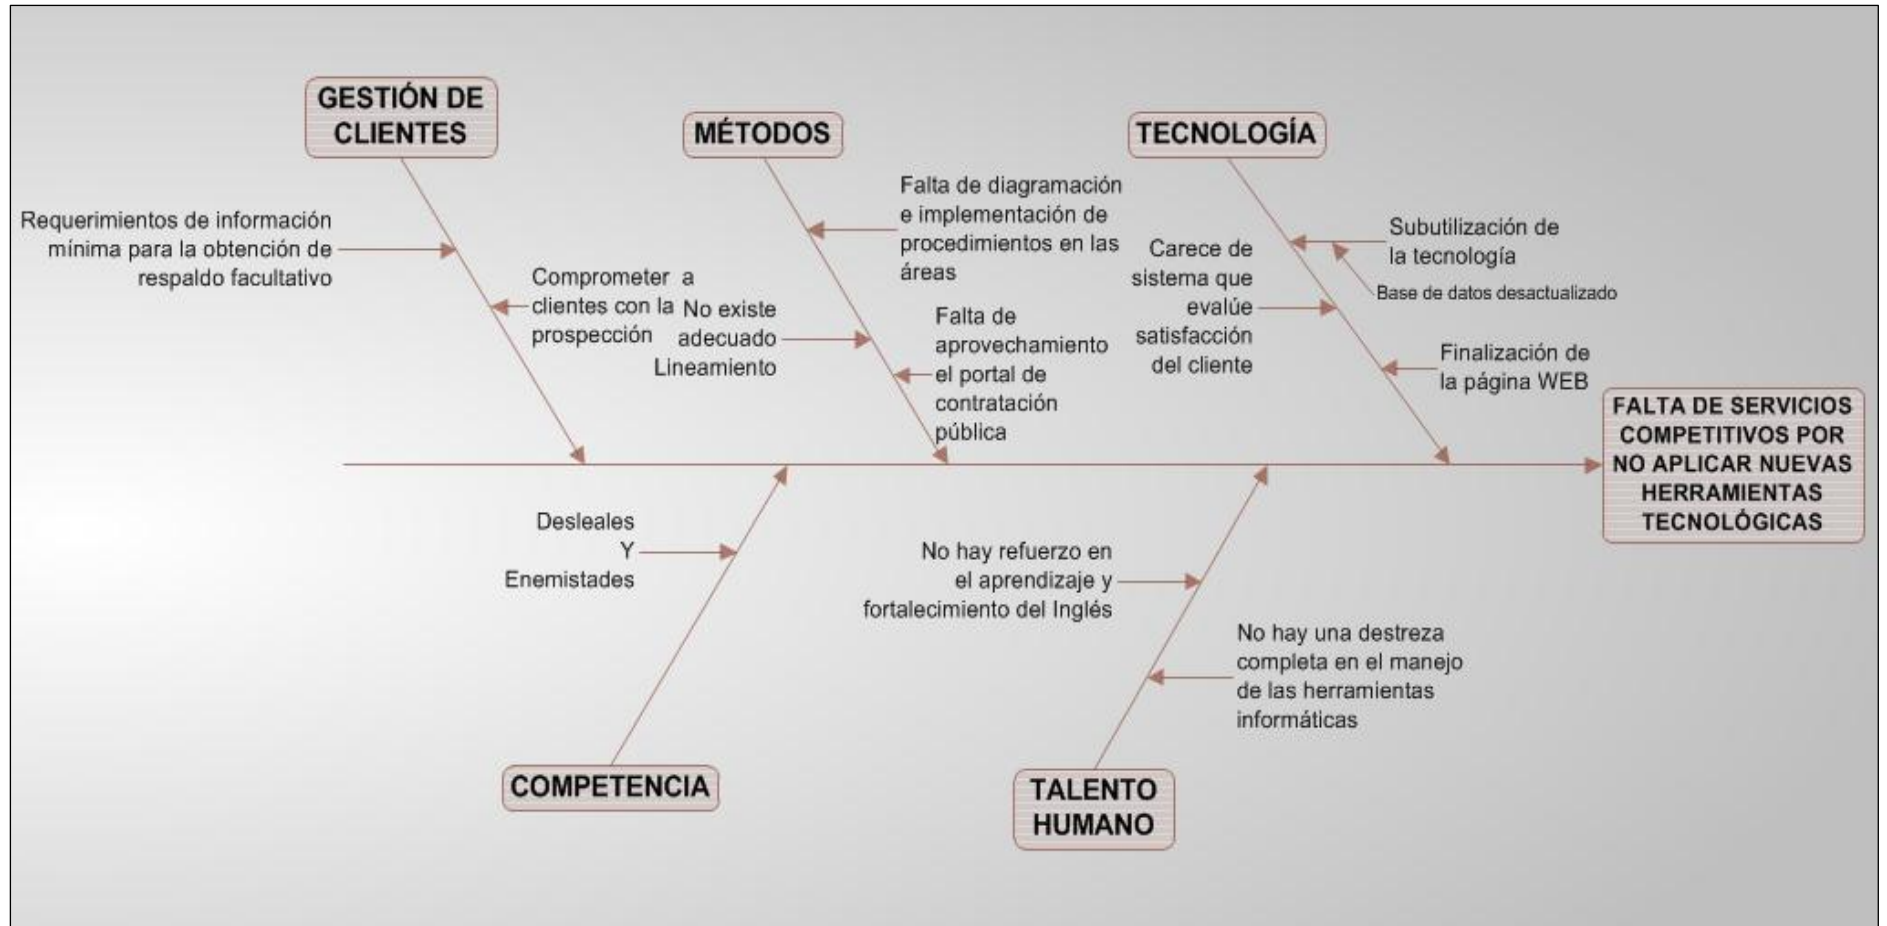 GESTIÓN DE
CLIENTES
MÉTODOS
TECNOLOGÍA
Requerimientos de información
mínima para la obtención de
respaldo facultativo
Comprometer a
clientes con la
prospección
Falta de diagramación
e implementación de
procedimientos en las
áreas
No existe
adecuado
Lineamiento
Falta de
aprovechamiento
el portal de
contratación
pública
Subutilización de
la tecnología
Base de datos desactualizado
Carece de
sistema que
evalúe
satisfacción
del cliente
Finalización de
la página WEB
FALTA DE SERVICIOS
COMPETITIVOS POR
NO APLICAR NUEVAS
HERRAMIENTAS
TECNOLÓGICAS
Desleales
Y
Enemistades
No hay refuerzo en
el aprendizaje y
fortalecimiento del Inglés
No hay una destreza
completa en el manejo
de las herramientas
informáticas
COMPETENCIA
TALENTO
HUMANO